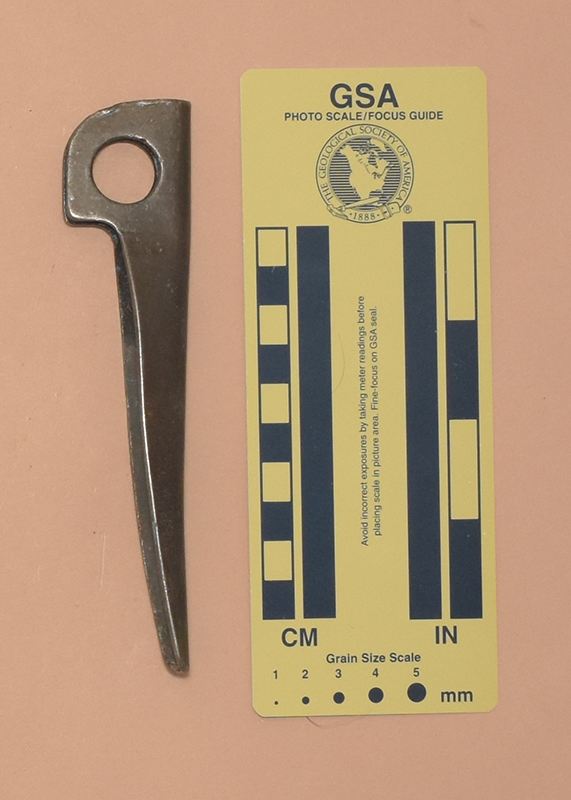 GSA
PHOTO SCALE/FOCUS GUIDE
THE GEOLOGICAL SOCIETY OF AMERICA
•1888•
®
Avoid incorrect exposures by taking meter readings before
placing scale in picture area. Fine-focus on GSA seal.
CM
IN
Grain Size Scale
1 2 3 4 5
mm